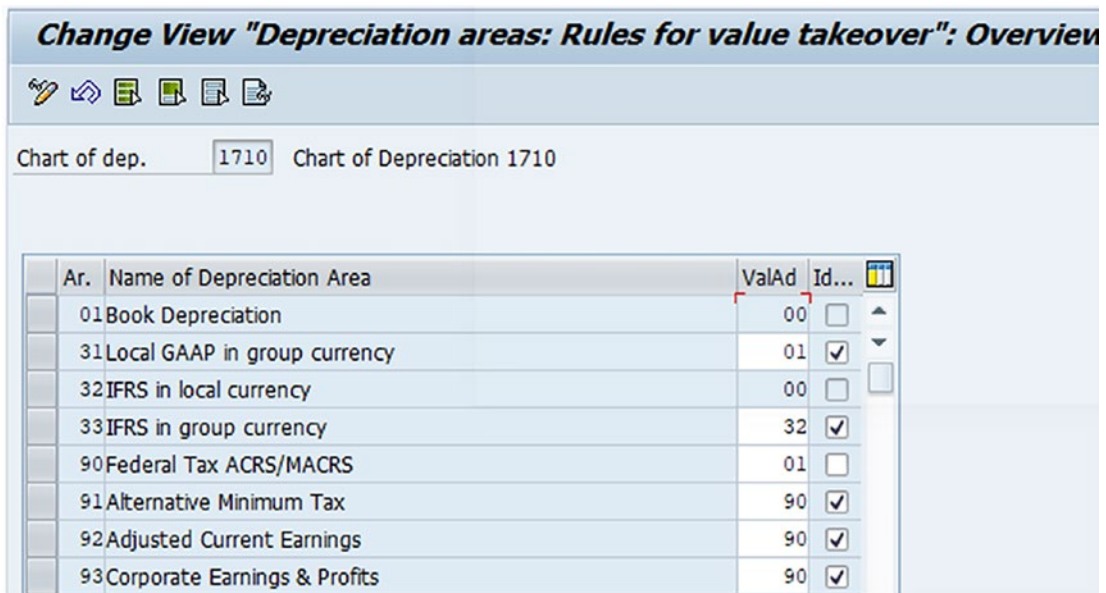 Change View "Depreciation areas: Rules for value takeover": Overview
Chart of dep. 1710 Chart of Depreciation 1710
Ar. Name of Depreciation Area ValAd Id...
01 Book Depreciation 00
31 Local GAAP in group currency 01
32 IFRS in local currency 00
33 IFRS in group currency 32
90 Federal Tax ACRS/MACRS 01
91 Alternative Minimum Tax 90
92 Adjusted Current Earnings 90
93 Corporate Earnings & Profits 90